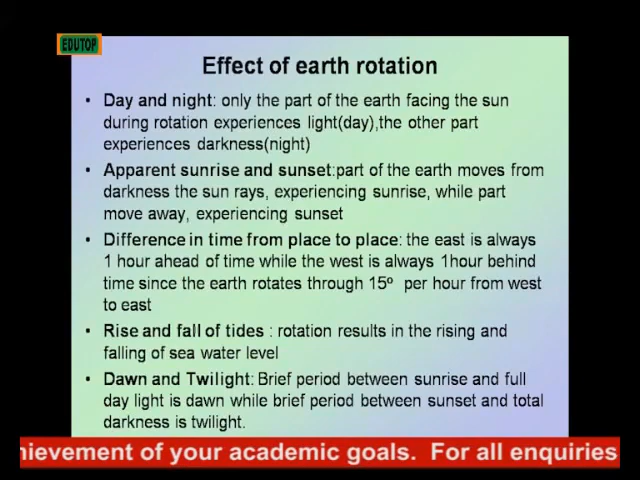 EDUTOP
Effect of earth rotation
• Day and night: only the part of the earth facing the sun
during rotation experiences light(day),the other part
experiences darkness(night)
• Apparent sunrise and sunset:part of the earth moves from
darkness the sun rays, experiencing sunrise, while part
move away, experiencing sunset
• Difference in time from place to place: the east is always
1 hour ahead of time while the west is always 1hour behind
time since the earth rotates through 15º per hour from west
to east
• Rise and fall of tides : rotation results in the rising and
falling of sea water level
• Dawn and Twilight: Brief period between sunrise and full
day light is dawn while brief period between sunset and total
darkness is twilight.
hievement of your academic goals. For all enquiries